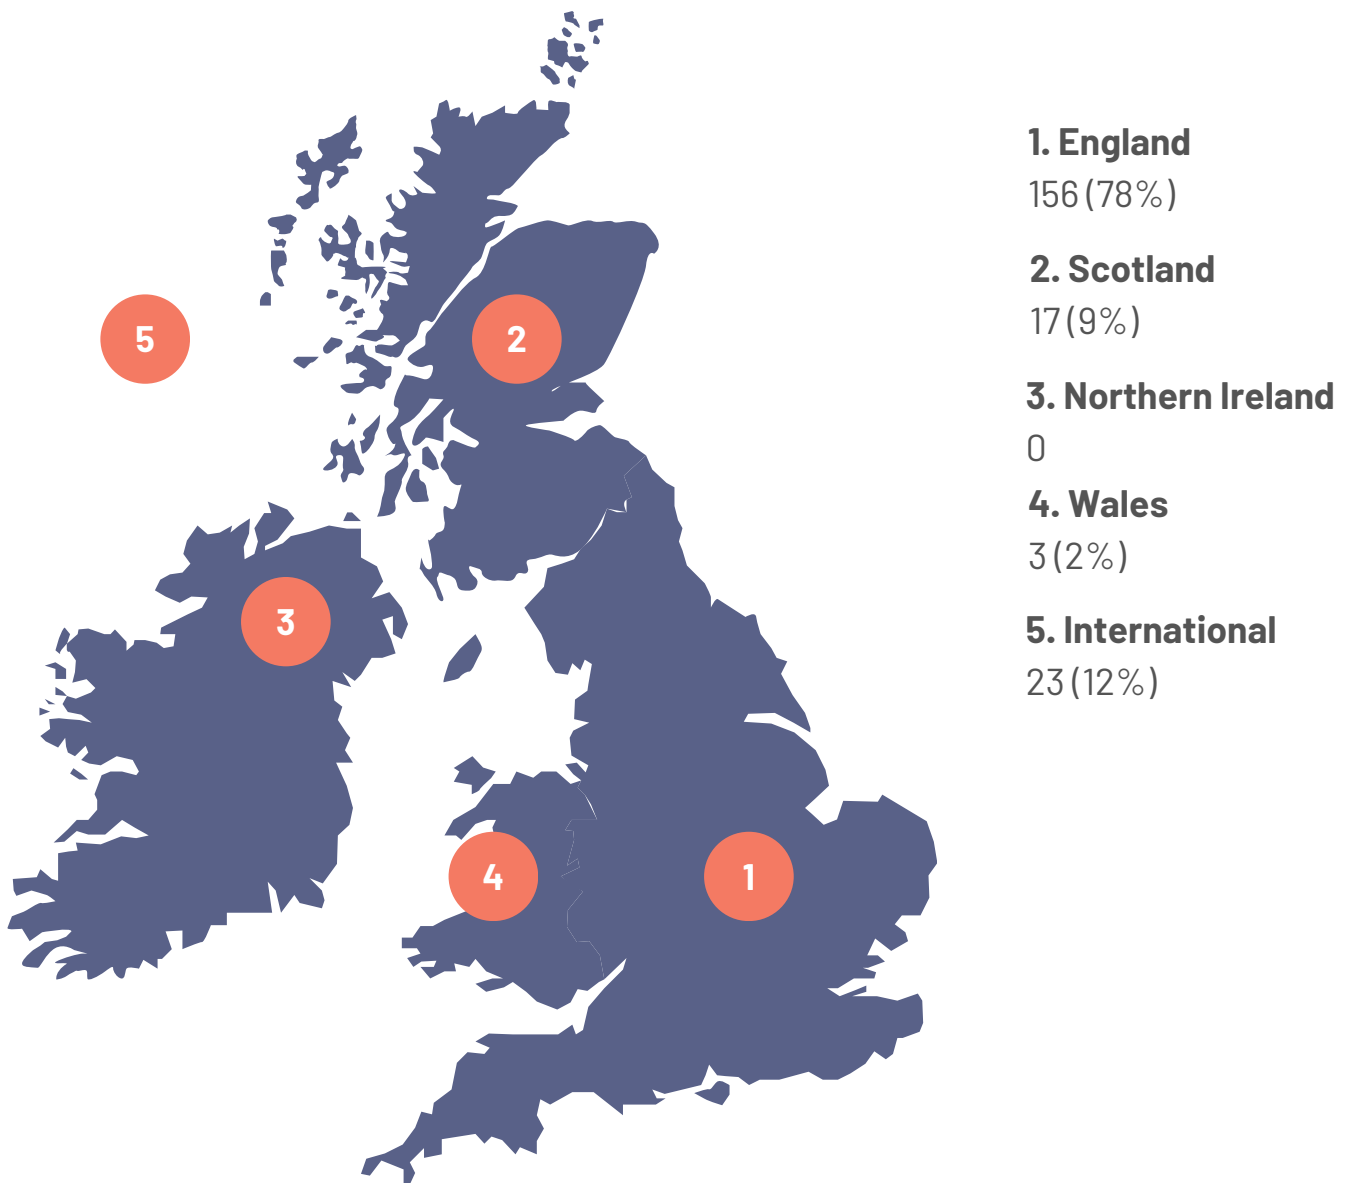 5
2
3
4
1
1. England
156 (78%)
2. Scotland
17 (9%)
3. Northern Ireland
0
4. Wales
3 (2%)
5. International
23 (12%)